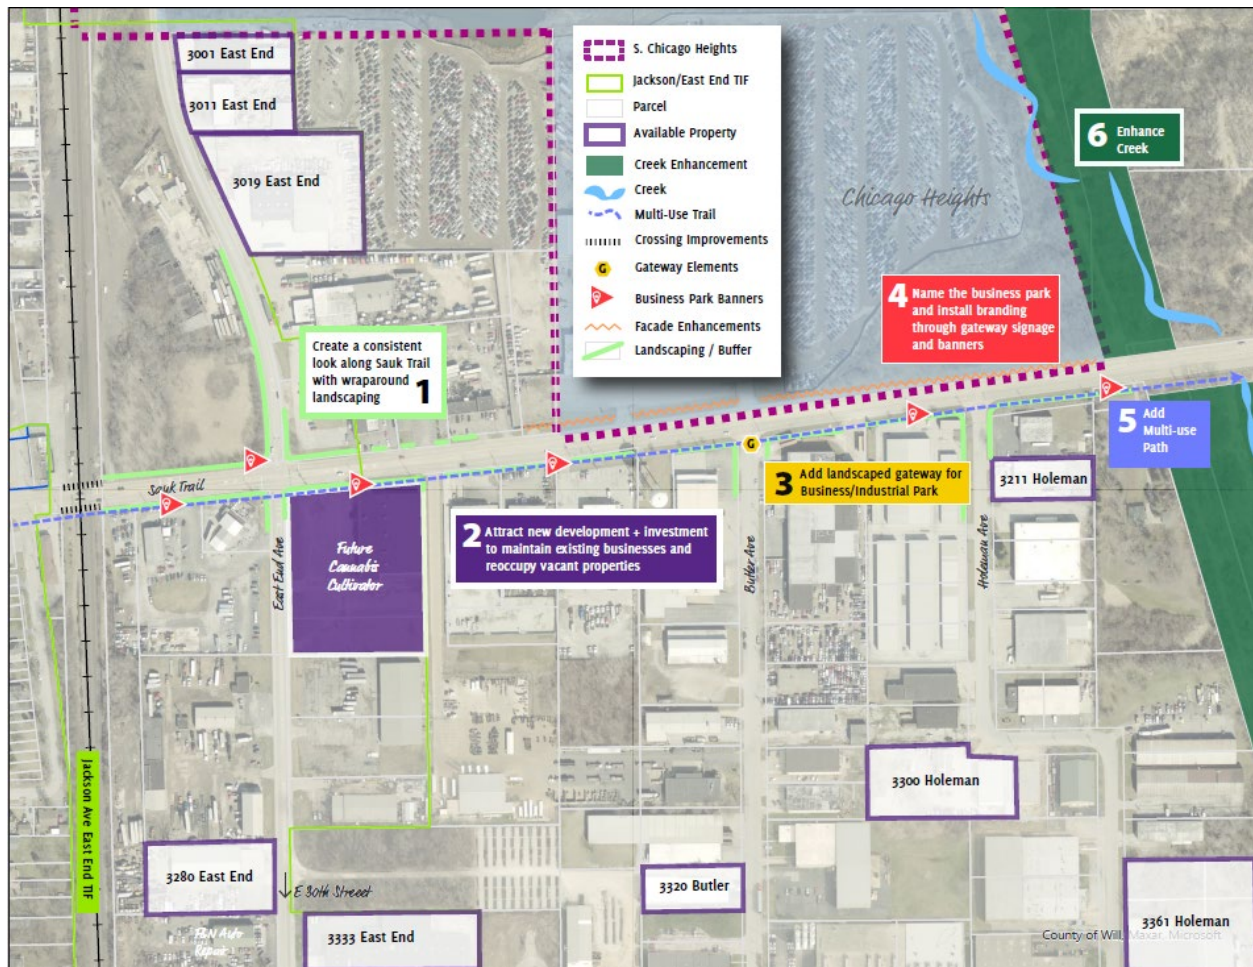 3001 East End
3011 East End
3019 East End
S. Chicago Heights
Jackson/East End TIF
Parcel
Available Property
Creek Enhancement
Creek
Multi-Use Trail
Crossing Improvements
G
Gateway Elements
Business Park Banners
Facade Enhancements
Landscaping / Buffer
Chicago Heights
6 Enhance
Creek
4 Name the business park
and install branding
through gateway signage
and banners
Create a consistent
look along Sauk Trail
with wraparound
landscaping 1
5 Add
Multi-use
Path
Sauk Trail
G
3 Add landscaped gateway for
Business/Industrial Park
3211 Holeman
2 Attract new development + investment
to maintain existing businesses and
reoccupy vacant properties
Future
Cannabis
Cultivator
East End Ave
Butler Ave
Holeman Ave
Jackson Ave East End TIF
3300 Holeman
3280 East End
E 30th Streeet
3320 Butler
3333 East End
P&N Auto
Repair
3361 Holeman
County of Will, Maxar, Microsoft